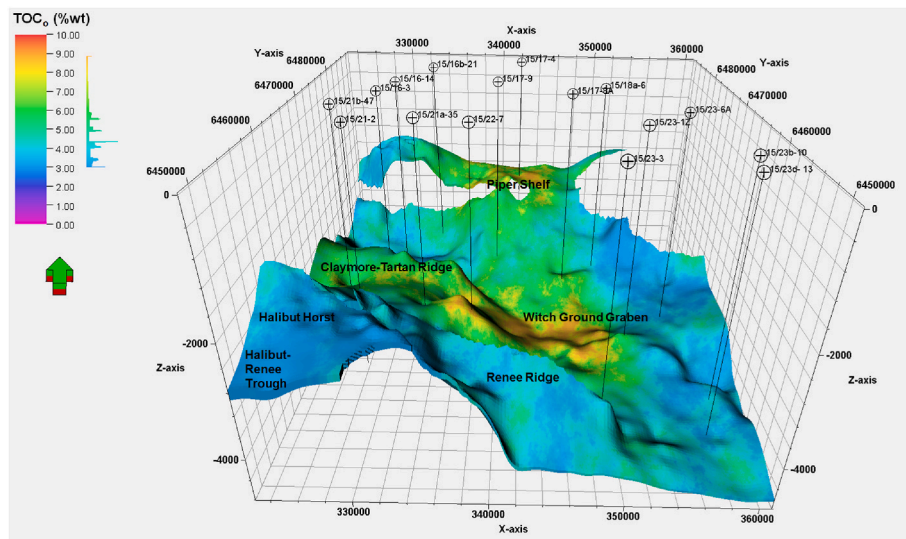 TOCo (%wt)
10.00
9.00
8.00
7.00
6.00
5.00
4.00
3.00
2.00
1.00
0.00
X-axis
330000
340000
350000
360000
Y-axis
6480000
6470000
6460000
6450000
Y-axis
6480000
6470000
6460000
6450000
15/17-4
15/16b-21
15/16-14
15/17-9
15/16-3
15/17-8A
15/18a-6
15/21b-47
15/21-2
15/21a-35
15/22-7
15/23-6A
15/23-12
15/23-3
15/23b-10
15/23d- 13
Piper Shelf
0
0
Claymore-Tartan Ridge
Halibut Horst
Witch Ground Graben
-2000
-2000
Halibut-
Renee
Trough
Renee Ridge
Z-axis
Z-axis
-4000
-4000
330000
340000
350000
360000
X-axis